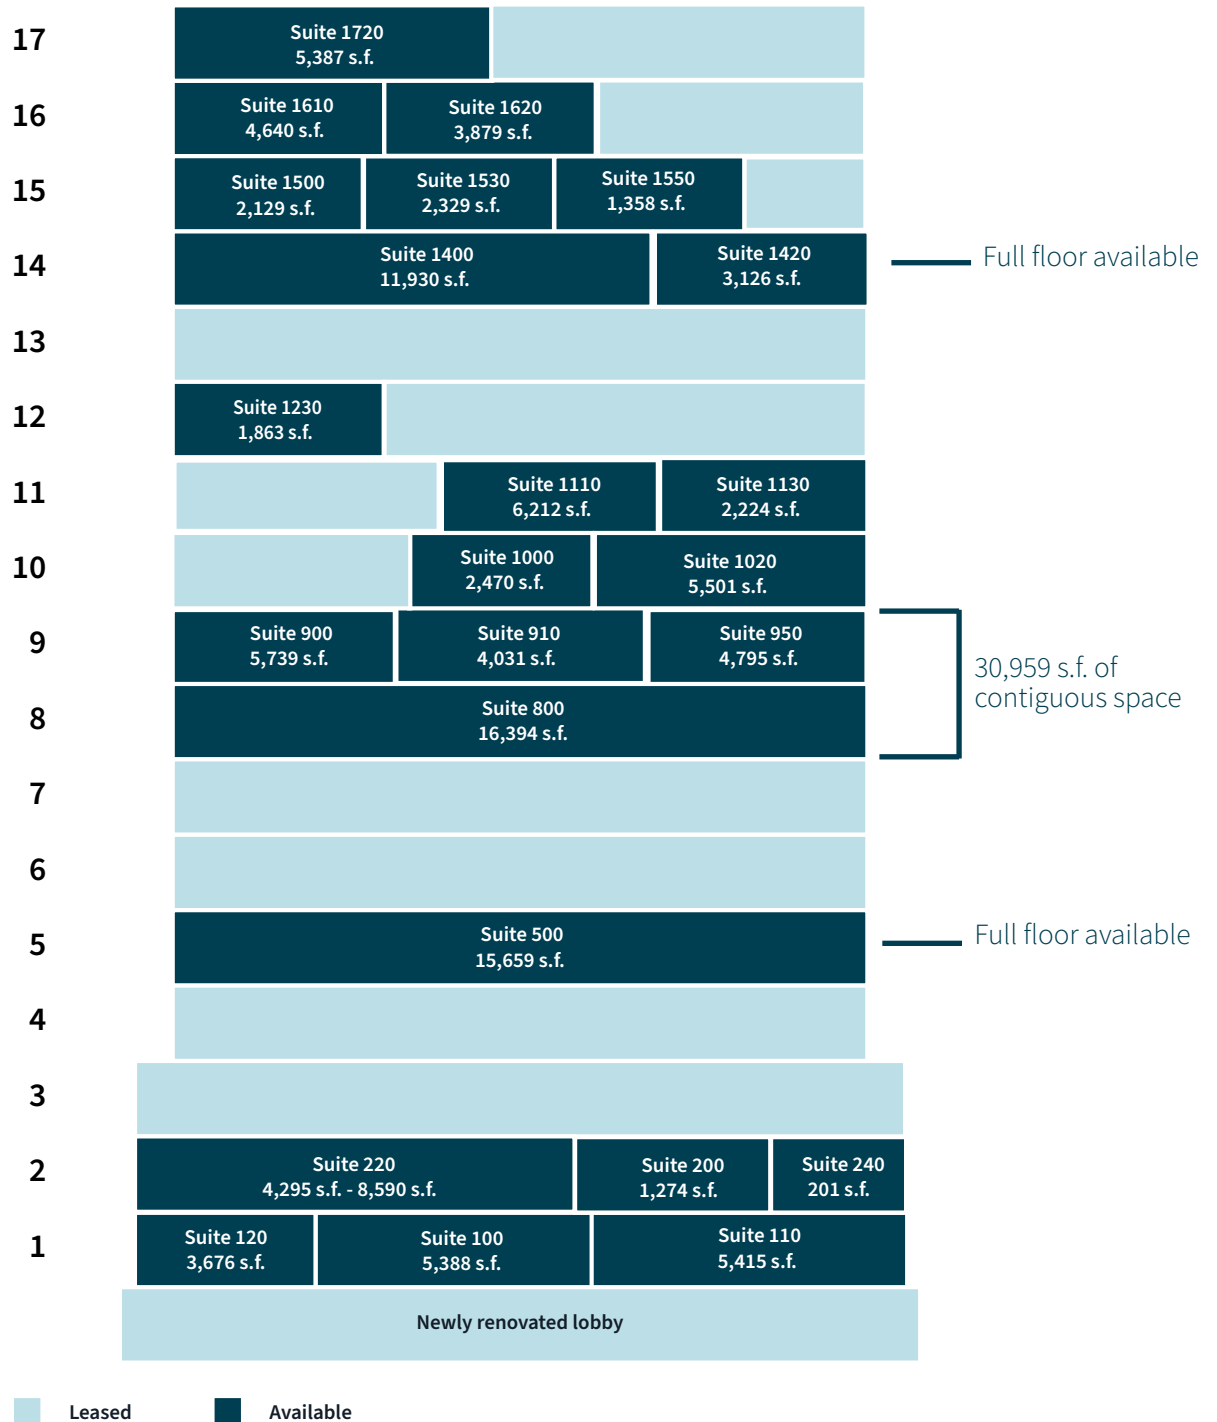 17
Suite 1720
5,387 s.f.
16
Suite 1610
4,640 s.f.
Suite 1620
3,879 s.f.
15
Suite 1500
2,129 s.f.
Suite 1530
2,329 s.f.
Suite 1550
1,358 s.f.
14
Suite 1400
11,930 s.f.
Suite 1420
3,126 s.f.
Full floor available
13
12
Suite 1230
1,863 s.f.
11
Suite 1110
6,212 s.f.
Suite 1130
2,224 s.f.
10
Suite 1000
2,470 s.f.
Suite 1020
5,501 s.f.
9
Suite 900
5,739 s.f.
Suite 910
4,031 s.f.
Suite 950
4,795 s.f.
30,959 s.f. of
contiguous space
8
Suite 800
16,394 s.f.
7
6
5
Suite 500
15,659 s.f.
Full floor available
4
3
2
Suite 220
4,295 s.f. - 8,590 s.f.
Suite 200
1,274 s.f.
Suite 240
201 s.f.
1
Suite 120
3,676 s.f.
Suite 100
5,388 s.f.
Suite 110
5,415 s.f.
Newly renovated lobby
Leased
Available